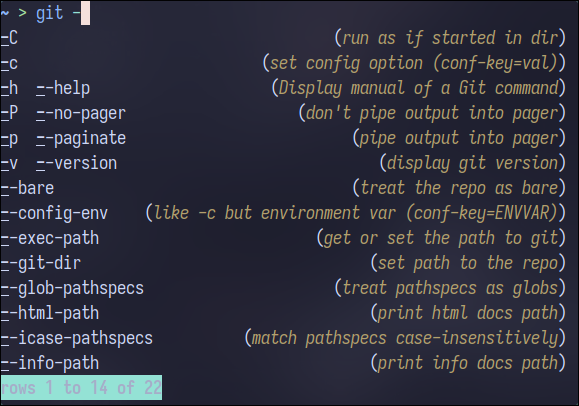 ~ > git -
-C (run as if started in dir)
-c (set config option (conf-key=val))
-h --help (Display manual of a Git command)
-P --no-pager (don't pipe output into pager)
-p --paginate (pipe output into pager)
-v --version (display git version)
--bare (treat the repo as bare)
--config-env (like -c but environment var (conf-key=ENVVAR))
--exec-path (get or set the path to git)
--git-dir (set path to the repo)
--glob-pathspecs (treat pathspecs as globs)
--html-path (print html docs path)
--icase-pathspecs (match pathspecs case-insensitively)
--info-path (print info docs path)
rows 1 to 14 of 22